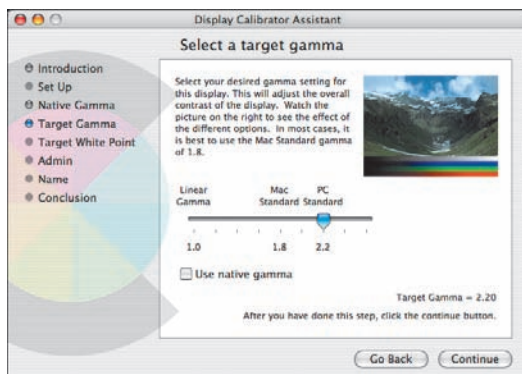 Display Calibrator Assistant
Select a target gamma
Introduction
Set Up
Native Gamma
Target Gamma
Target White Point
Admin
Name
Conclusion
Select your desired gamma setting for
this display. This will adjust the overall
contrast of the display. Watch the
picture on the right to see the effect of
the different options. In most cases, it
is best to use the Mac Standard gamma
of 1.8.
Linear Gamma
Mac Standard
PC Standard
1.0 1.8 2.2
Use native gamma
Target Gamma = 2.20
After you have done this step, click the continue button.
Go Back Continue